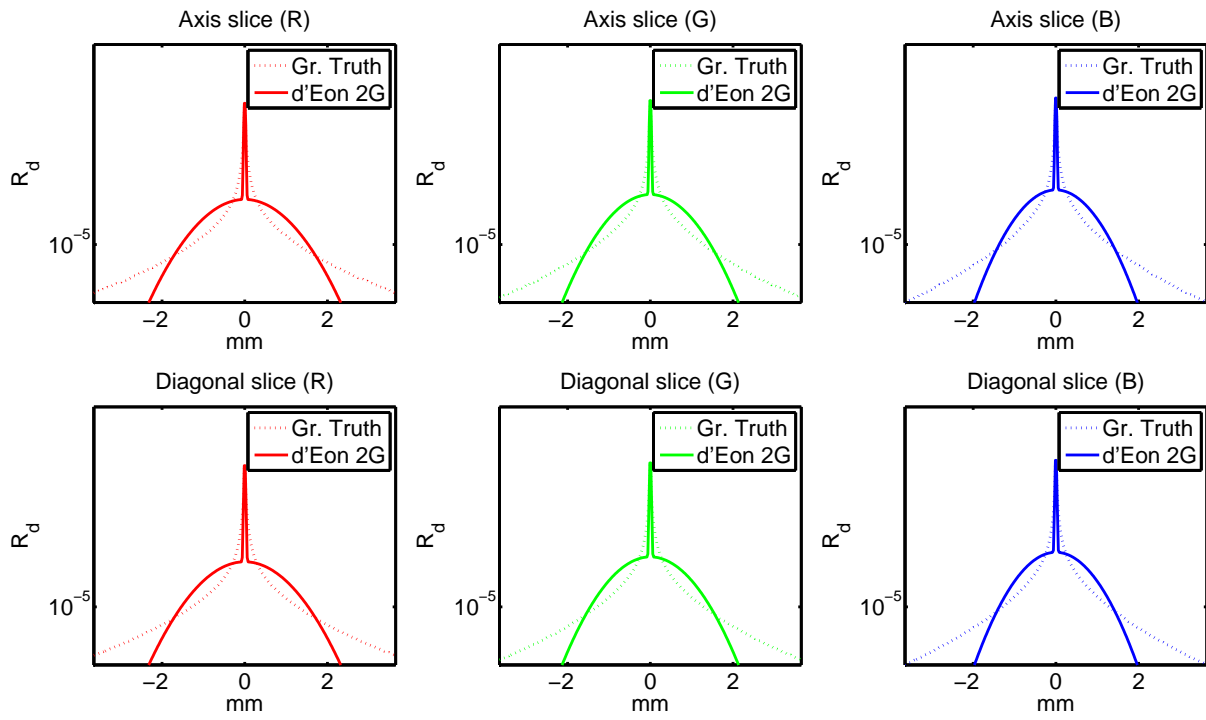 Axis slice (R)
Gr. Truth
d'Eon 2G
R_d
10^-5
−2 0 2
mm
Axis slice (G)
Gr. Truth
d'Eon 2G
R_d
10^-5
−2 0 2
mm
Axis slice (B)
Gr. Truth
d'Eon 2G
R_d
10^-5
−2 0 2
mm
Diagonal slice (R)
Gr. Truth
d'Eon 2G
R_d
10^-5
−2 0 2
mm
Diagonal slice (G)
Gr. Truth
d'Eon 2G
R_d
10^-5
−2 0 2
mm
Diagonal slice (B)
Gr. Truth
d'Eon 2G
R_d
10^-5
−2 0 2
mm